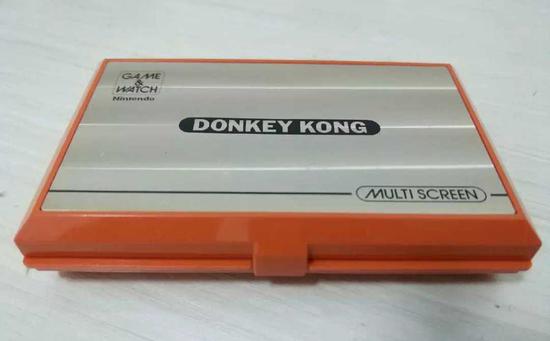 GAME
&
WATCH
Nintendo
DONKEY KONG
MULTI SCREEN